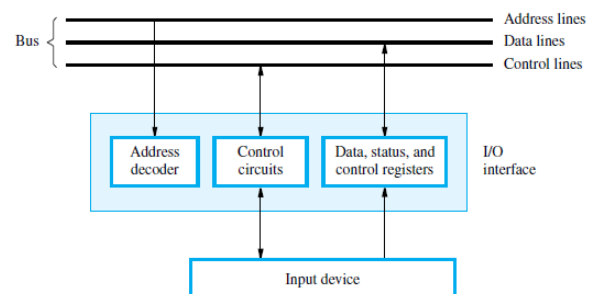 Address lines
Bus
Data lines
Control lines
Address
decoder
Control
circuits
Data, status, and
control registers
I/O
interface
Input device